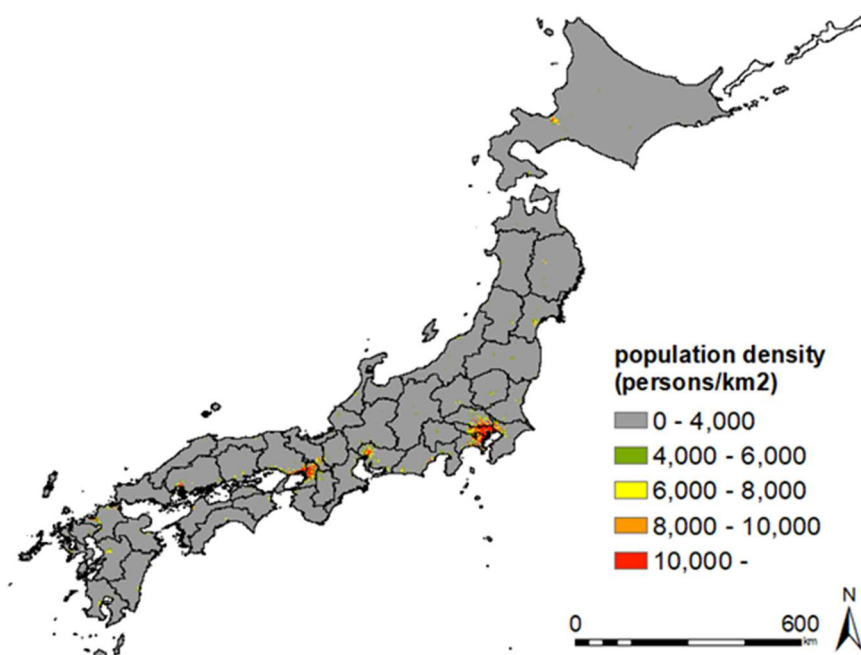 population density
(persons/km2)
0 - 4,000
4,000 - 6,000
6,000 - 8,000
8,000 - 10,000
10,000 -
N
0 600
km